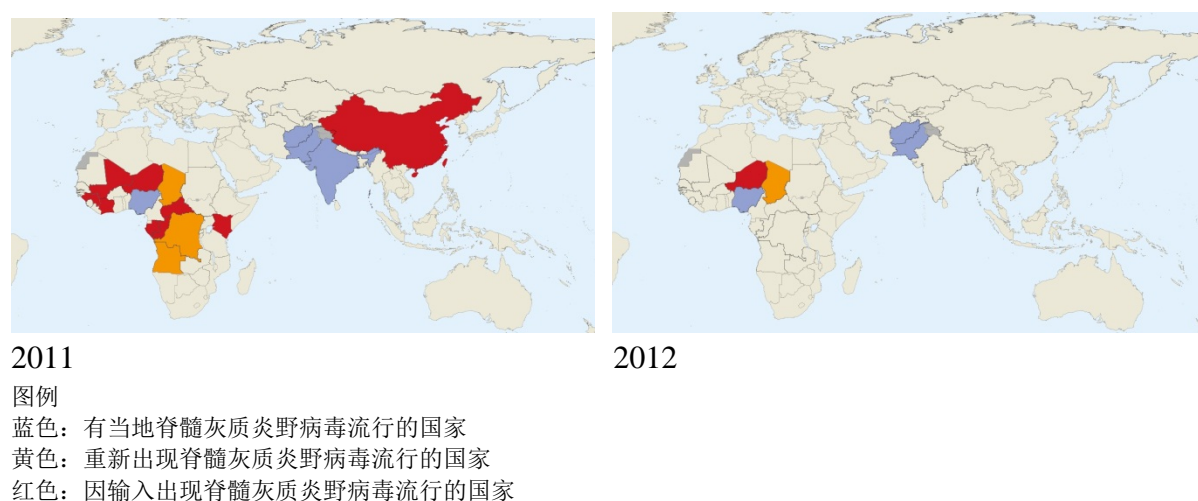 2011
2012
图例
蓝色：有当地脊髓灰质炎野病毒流行的国家
黄色：重新出现脊髓灰质炎野病毒流行的国家
红色：因输入出现脊髓灰质炎野病毒流行的国家